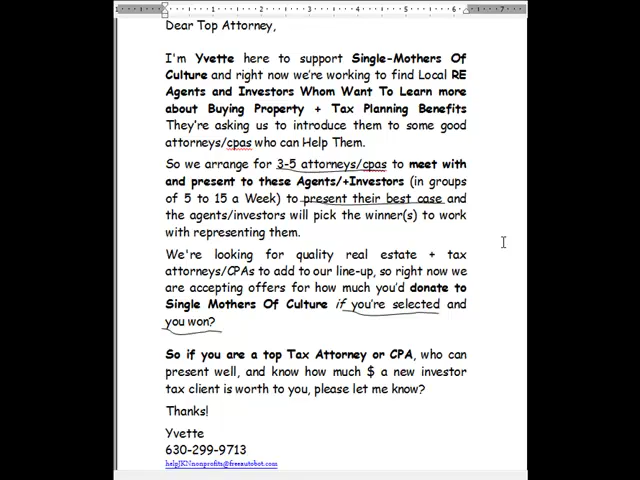 Dear Top Attorney,
I'm Yvette here to support Single-Mothers Of
Culture and right now we're working to find Local RE
Agents and Investors Whom Want To Learn more
about Buying Property + Tax Planning Benefits
They're asking us to introduce them to some good
attorneys/cpas who can Help Them.
So we arrange for 3-5 attorneys/cpas to meet with
and present to these Agents/+Investors (in groups
of 5 to 15 a Week) to present their best case and
the agents/investors will pick the winner(s) to work
with representing them.
We're looking for quality real estate + tax
attorneys/CPAs to add to our line-up, so right now we
are accepting offers for how much you'd donate to
Single Mothers Of Culture if you're selected and
you won?
So if you are a top Tax Attorney or CPA, who can
present well, and know how much $ a new investor
tax client is worth to you, please let me know?
Thanks!
Yvette
630-299-9713
helpJKNnonprofits@freeautobot.com